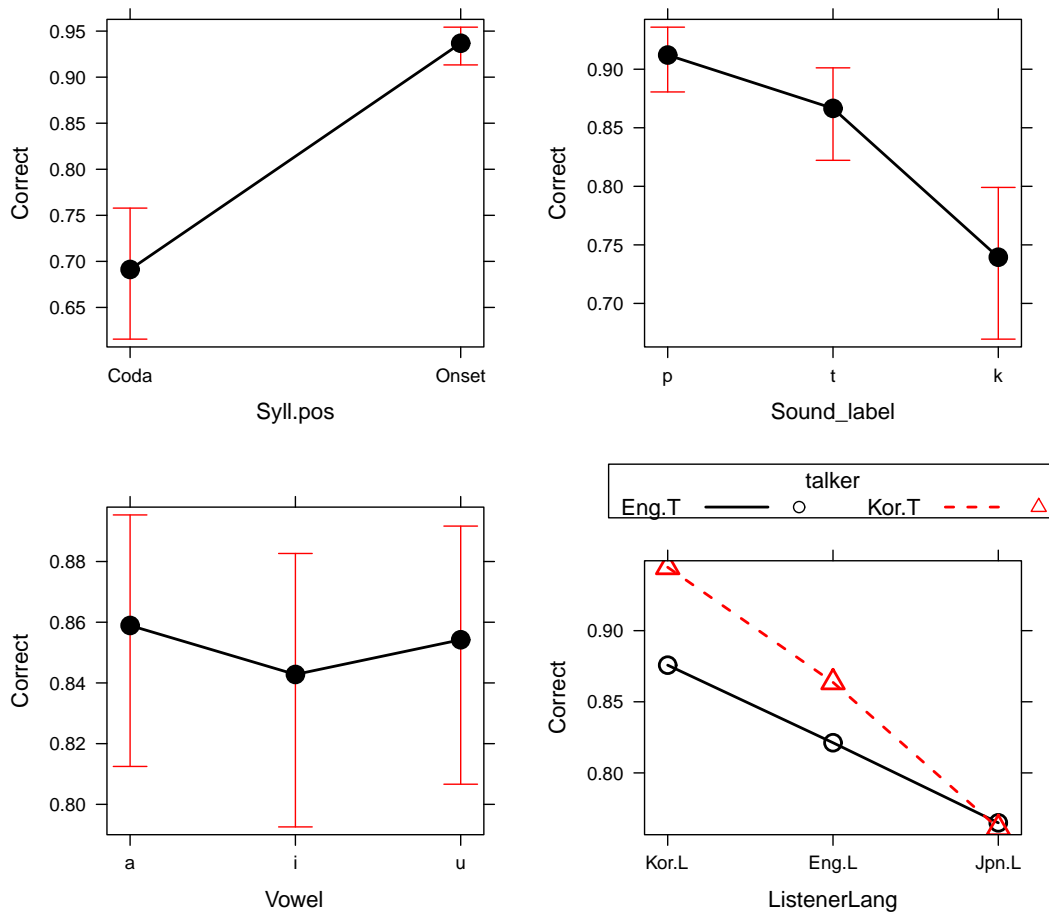 Correct
0.95
0.90
0.85
0.80
0.75
0.70
0.65
Coda Onset
Syll.pos
Correct
0.90
0.85
0.80
0.75
0.70
p t k
Sound_label
Correct
0.88
0.86
0.84
0.82
0.80
a i u
Vowel
talker
Eng.T Kor.T
Correct
0.90
0.85
0.80
Kor.L Eng.L Jpn.L
ListenerLang